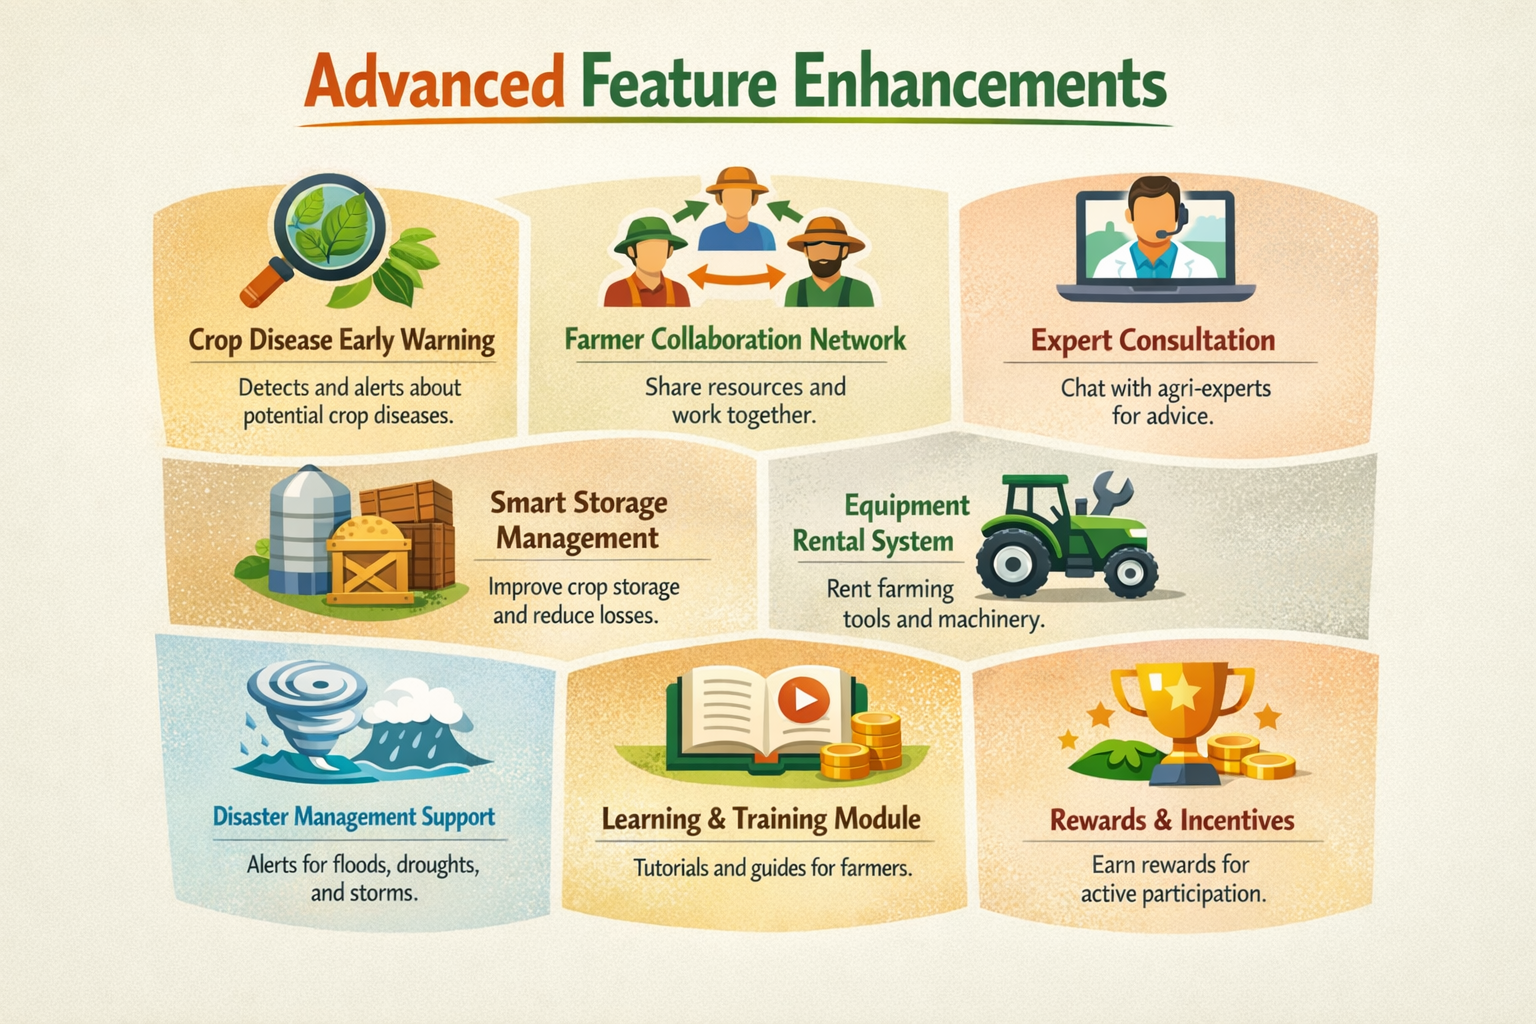 Advanced Feature Enhancements
Crop Disease Early Warning
Detects and alerts about
potential crop diseases.
Farmer Collaboration Network
Share resources and
work together.
Expert Consultation
Chat with agri-experts
for advice.
Smart Storage
Management
Improve crop storage
and reduce losses.
Equipment
Rental System
Rent farming
tools and machinery.
Disaster Management Support
Alerts for floods, droughts,
and storms.
Learning & Training Module
Tutorials and guides for farmers.
Rewards & Incentives
Earn rewards for
active participation.